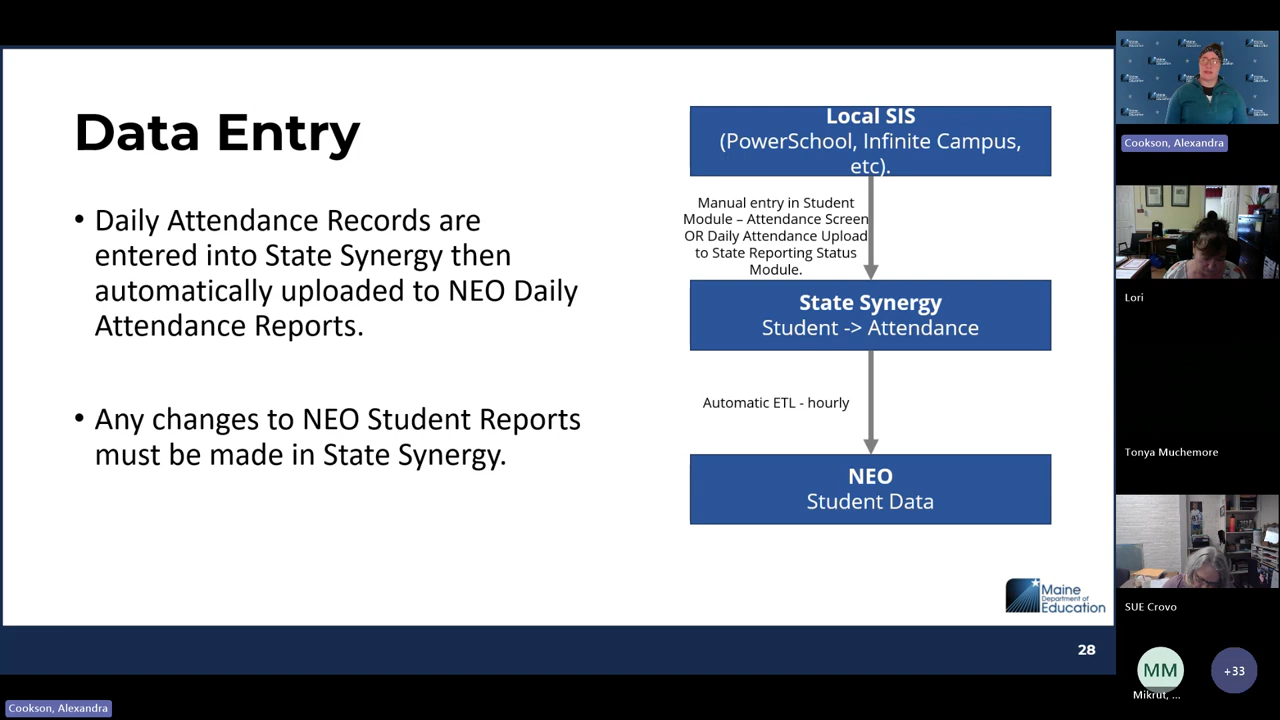 Data Entry
• Daily Attendance Records are
entered into State Synergy then
automatically uploaded to NEO Daily
Attendance Reports.
• Any changes to NEO Student Reports
must be made in State Synergy.
Local SIS
(PowerSchool, Infinite Campus,
etc).
Manual entry in Student
Module – Attendance Screen
OR Daily Attendance Upload
to State Reporting Status
Module.
State Synergy
Student -> Attendance
Automatic ETL - hourly
NEO
Student Data
Maine
Department of
Education
28
Cookson, Alexandra
Cookson, Alexandra
Lori
Tonya Muchemore
SUE Crovo
MM
Mikrut, ...
+33